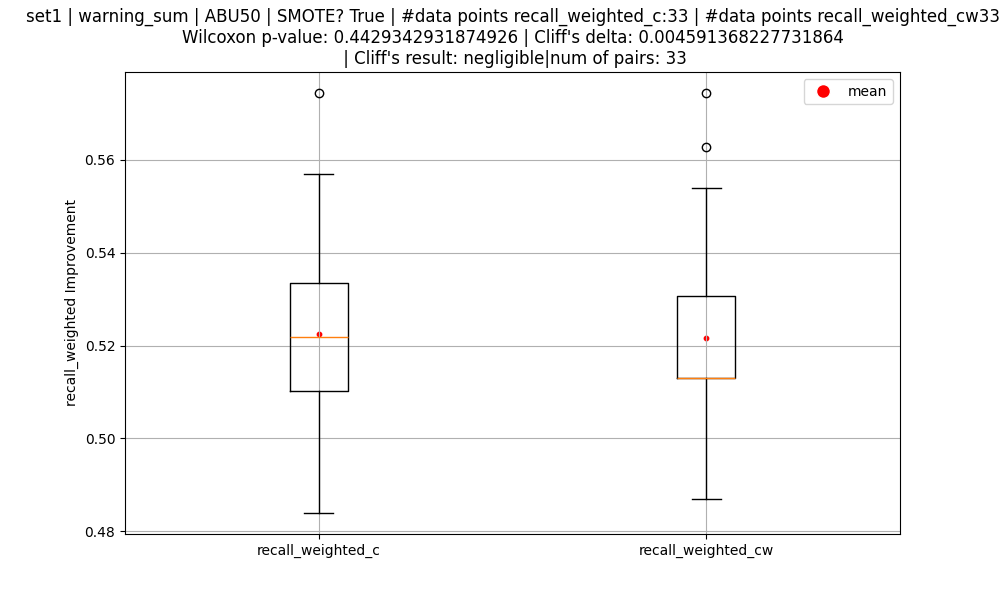 set1 | warning_sum | ABU50 | SMOTE? True | #data points recall_weighted_c:33 | #data points recall_weighted_cw33
Wilcoxon p-value: 0.4429342931874926 | Cliff's delta: 0.004591368227731864
| Cliff's result: negligible|num of pairs: 33
mean
0.56
0.54
0.52
0.50
0.48
recall_weighted Improvement
recall_weighted_c
recall_weighted_cw